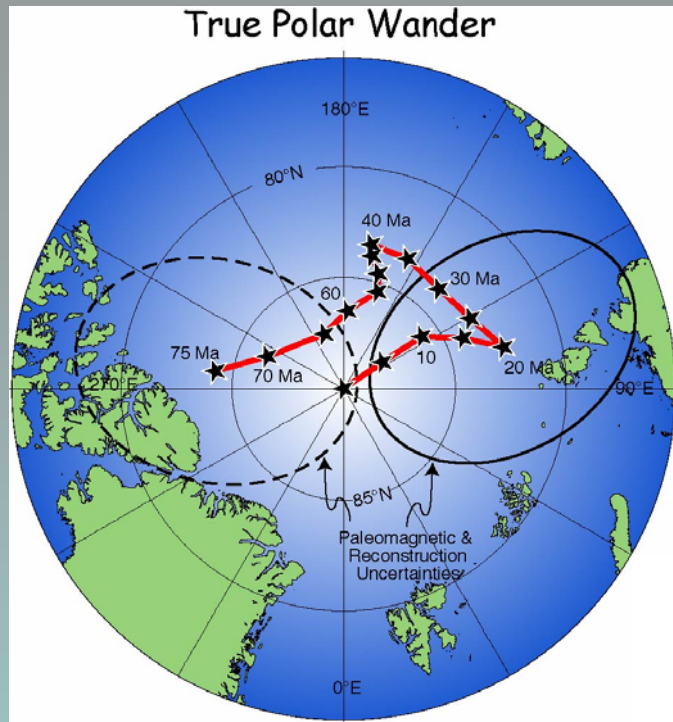 True Polar Wander
180°E
80°N
40 Ma
30 Ma
60
75 Ma
70 Ma
10
20 Ma
270°E
90°E
85°N
Paleomagnetic &
Reconstruction
Uncertainties
0°E